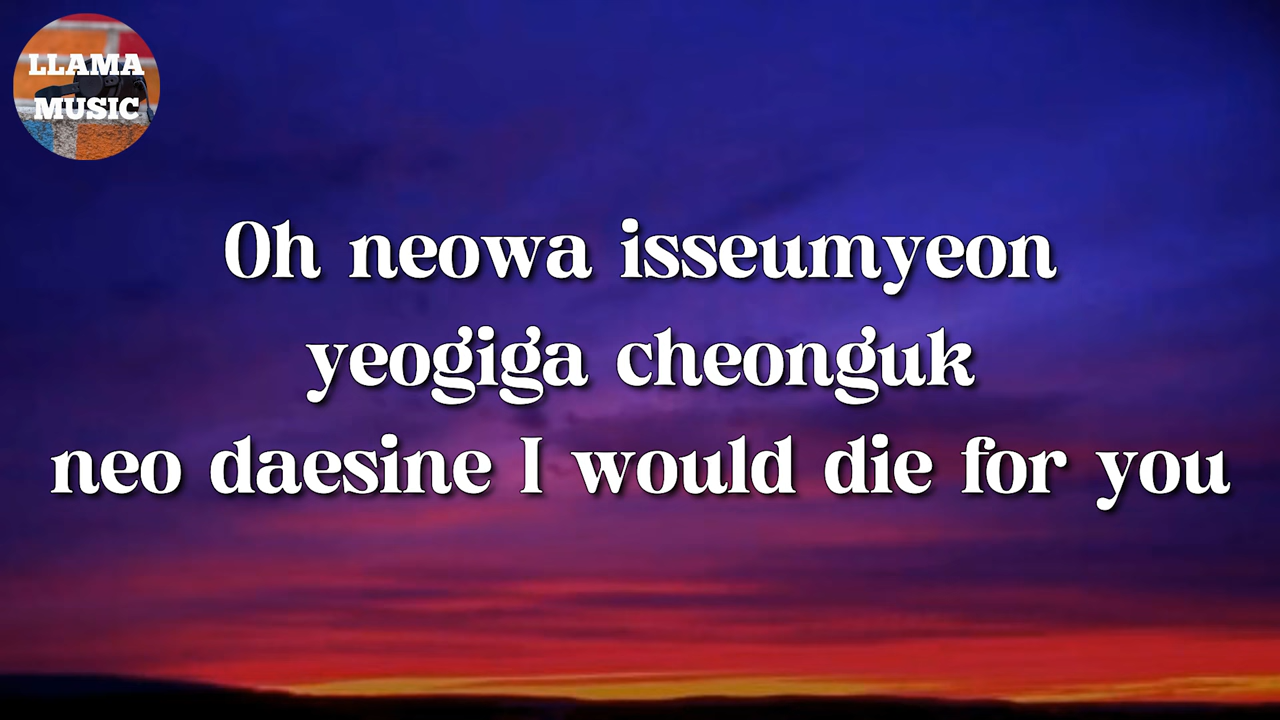 LLAMA
MUSIC
Oh neowa isseumyeon
yeogiga cheonguk
neo daesine I would die for you